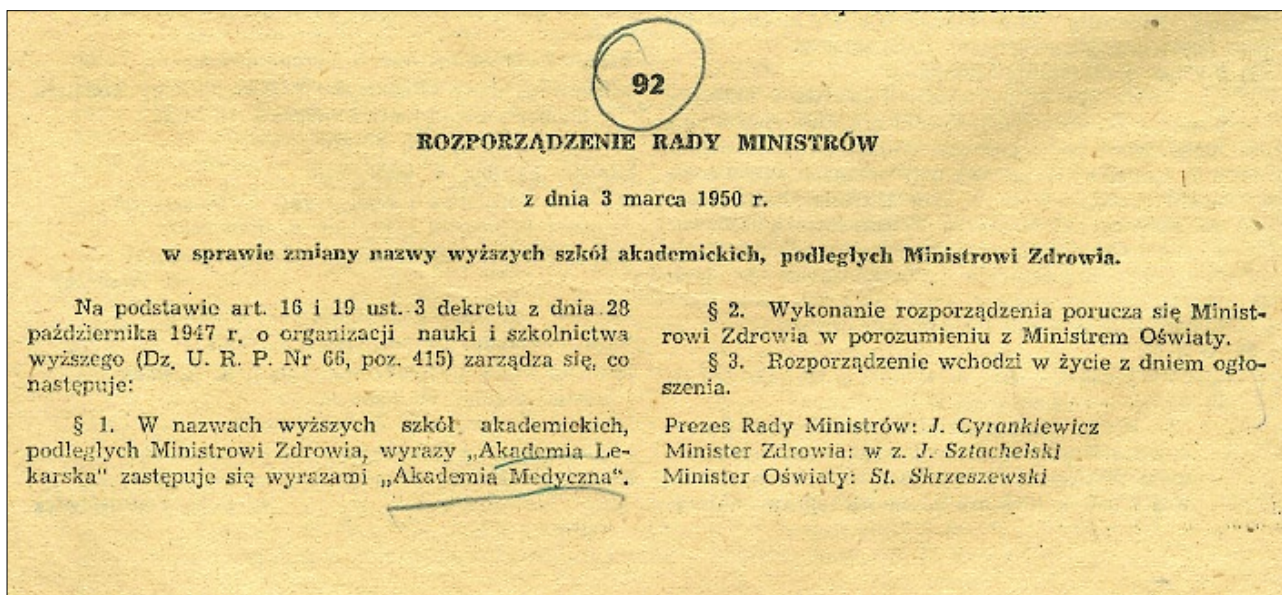 92
ROZPORZĄDZENIE RADY MINISTRÓW
z dnia 3 marca 1950 r.
w sprawie zmiany nazwy wyższych szkół akademickich, podległych Ministrowi Zdrowia.
Na podstawie art. 16 i 19 ust. 3 dekretu z dnia 28
października 1947 r. o organizacji nauki i szkolnictwa
wyższego (Dz. U. R. P. Nr 66, poz. 415) zarządza się, co
następuje:
§ 1. W nazwach wyższych szkół akademickich,
podległych Ministrowi Zdrowia, wyrazy „Akademia Le-
karska“ zastępuje się wyrazami „Akademia Medyczna“.
§ 2. Wykonanie rozporządzenia porucza się Minist-
rowi Zdrowia w porozumieniu z Ministrem Oświaty.
§ 3. Rozporządzenie wchodzi w życie z dniem ogło-
szenia.
Prezes Rady Ministrów: J. Cyrankiewicz
Minister Zdrowia: w z. J. Sztachelski
Minister Oświaty: St. Skrzeszewski